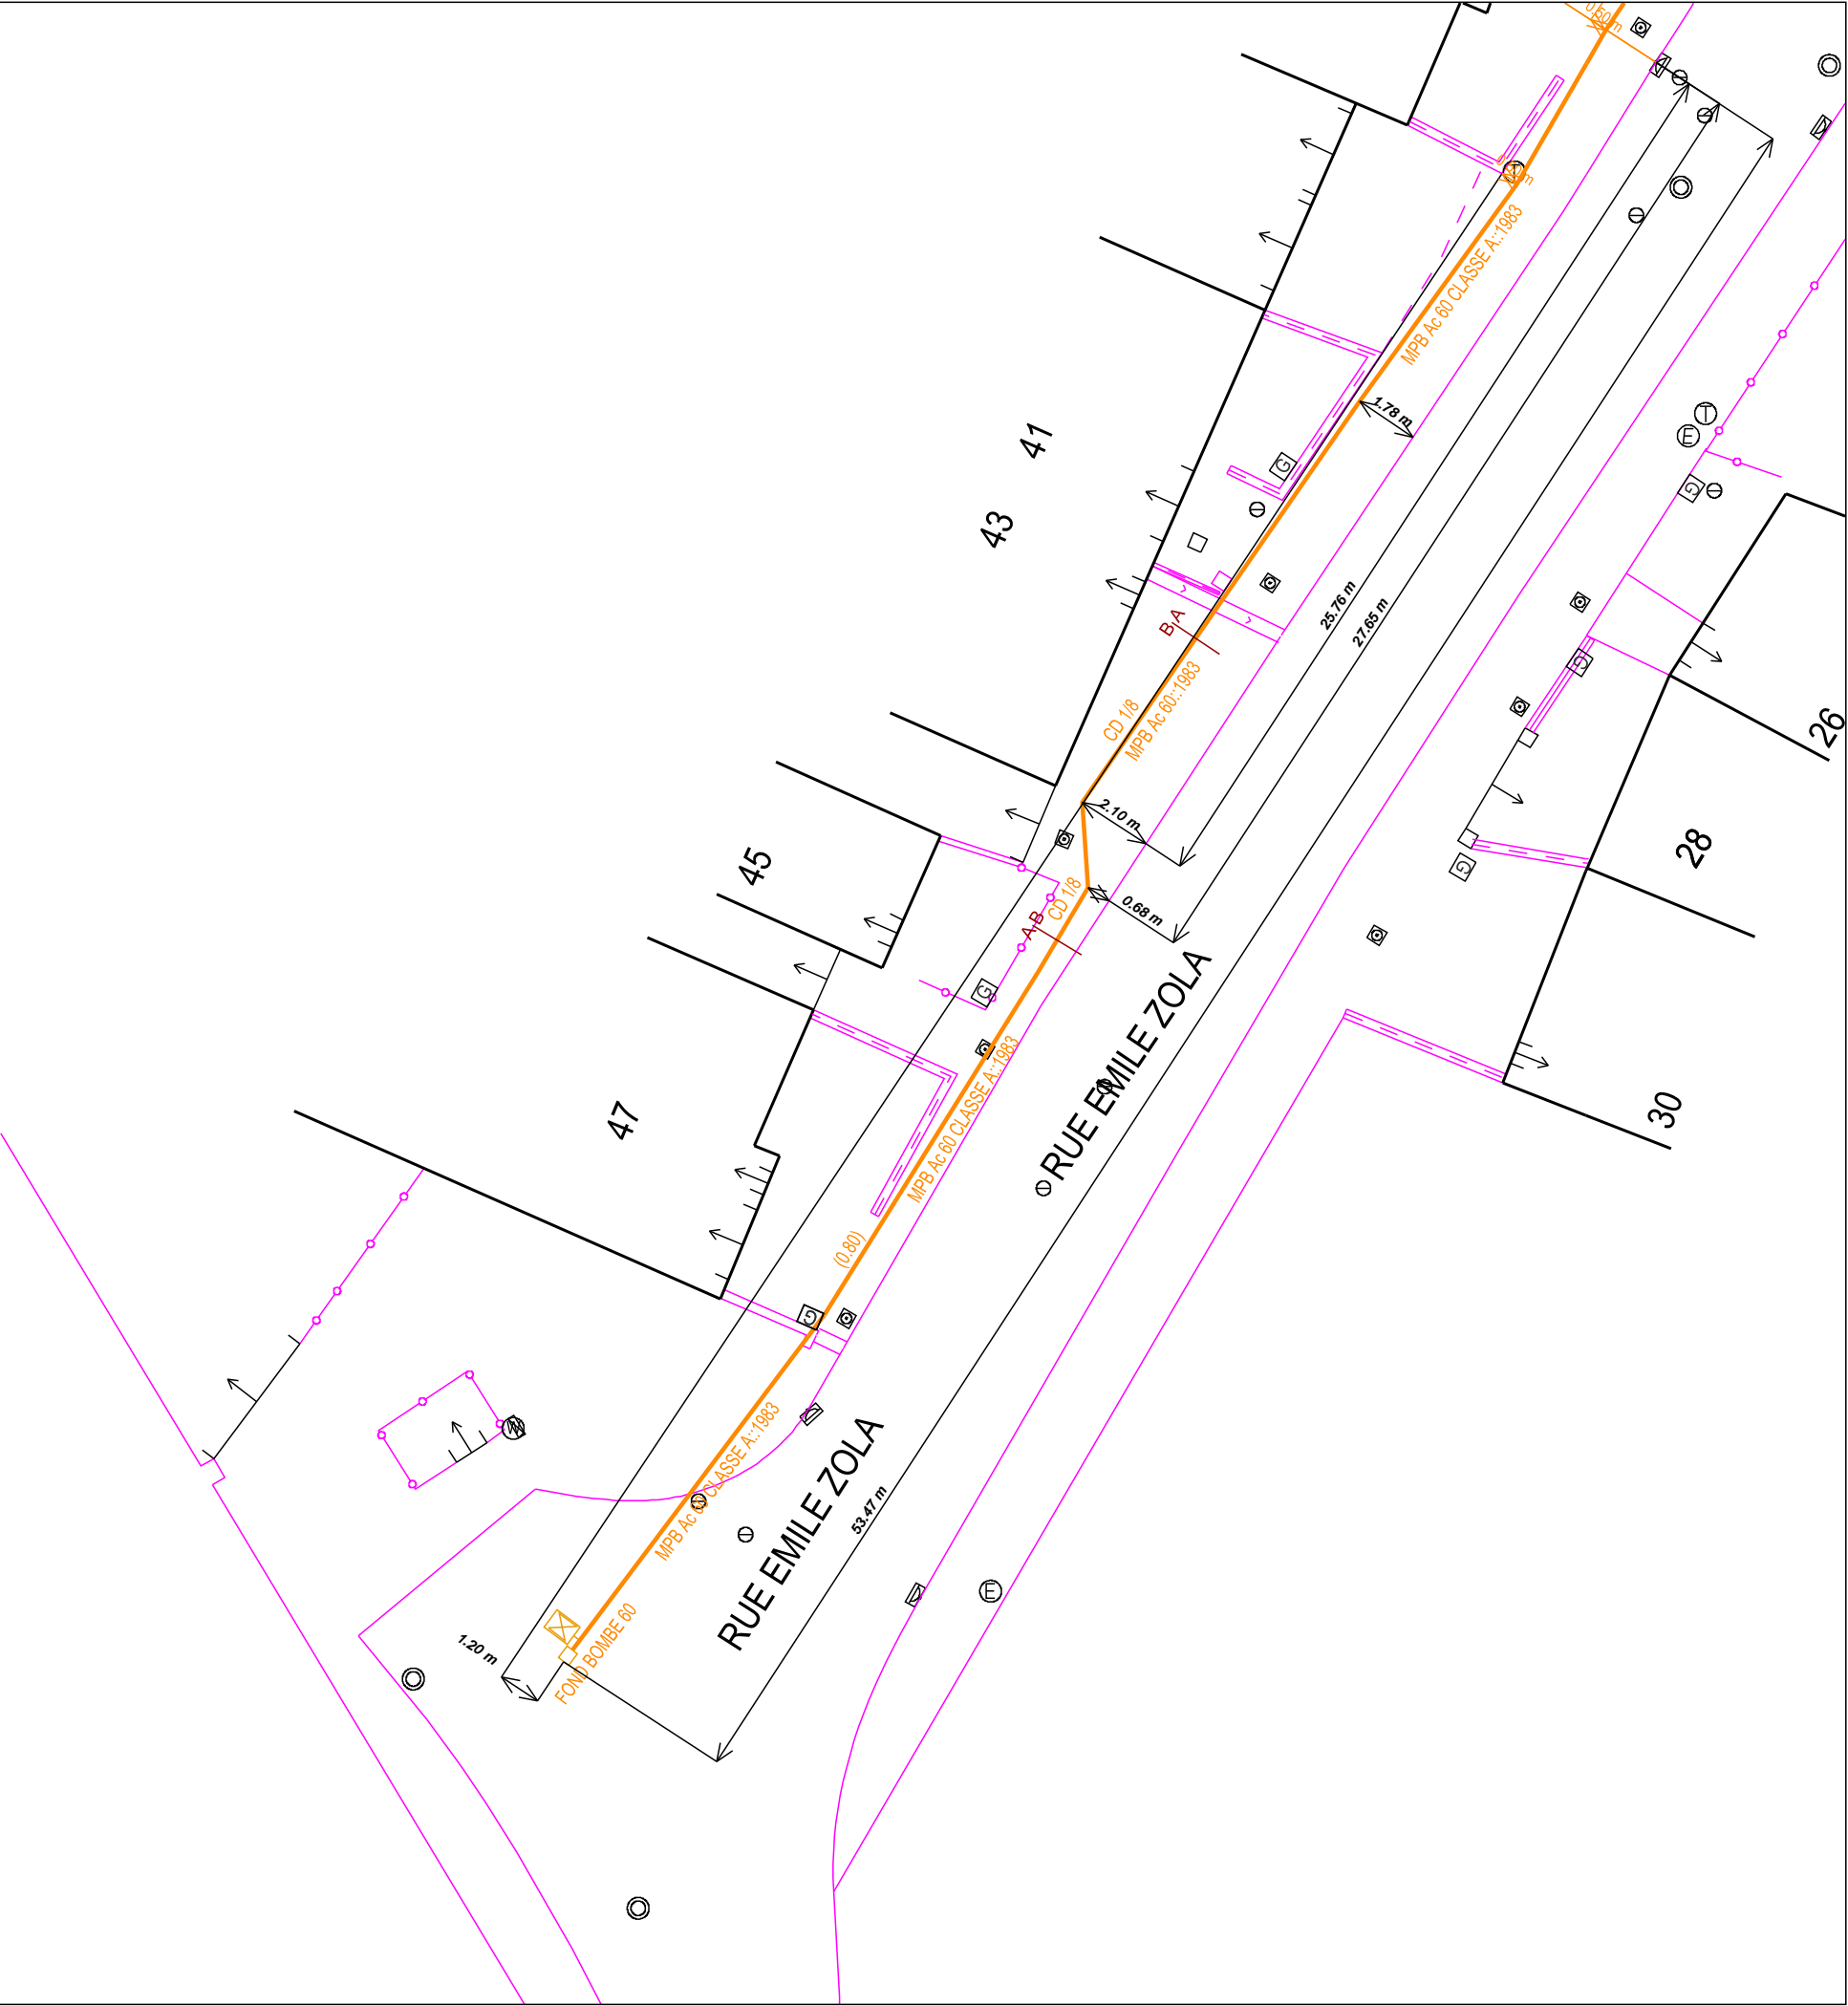 0.60 m
T
MPB Ac 60 CLASSE A::1983
1.78 m
41
43
G
T
E
G
25.76 m
27.65 m
B A
CD 1/8
MPB Ac 60::1983
G
26
2.10 m
28
G
45
CD 1/8
0.68 m
A B
G
RUE EMILE ZOLA
MPB Ac 60 CLASSE A::1983
47
30
(0.80)
G
MPB Ac 60 CLASSE A::1983
RUE EMILE ZOLA
53.47 m
E
1.20 m
FOND BOMBE 60